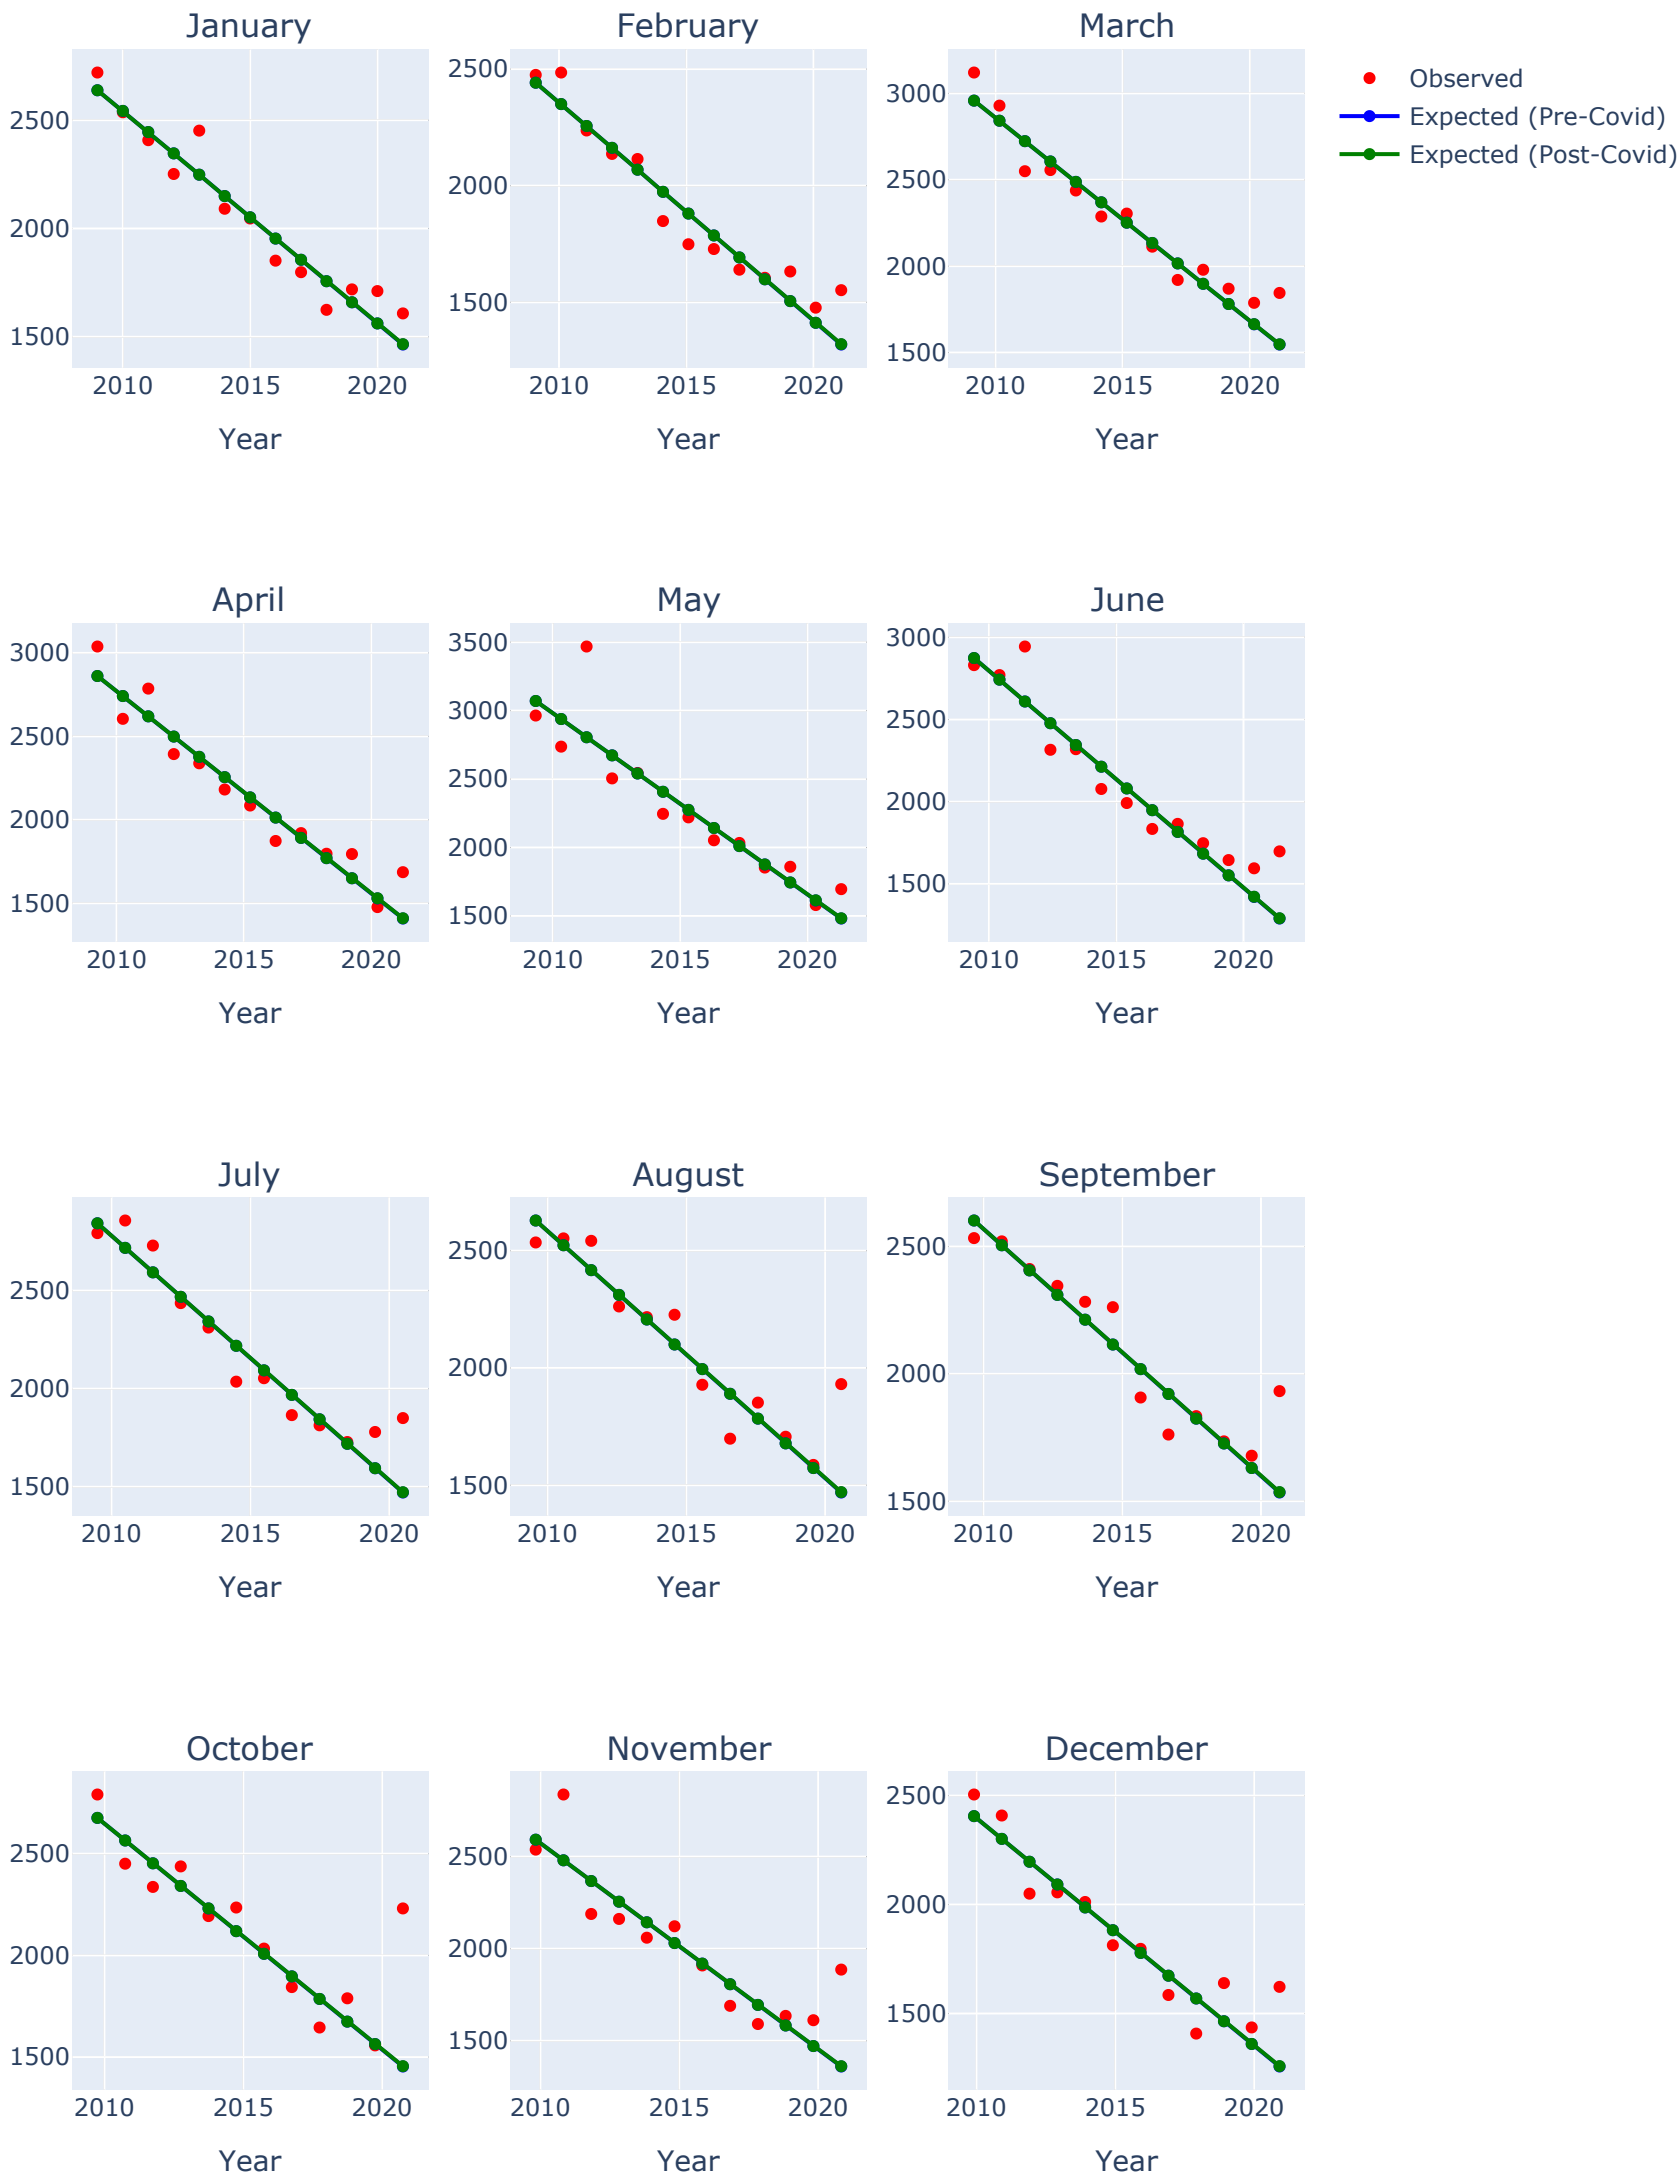 January
February
March
Observed
Expected (Pre-Covid)
Expected (Post-Covid)
2500
2000
1500
2010 2015 2020
Year
2500
2000
1500
2010 2015 2020
Year
3000
2500
2000
1500
2010 2015 2020
Year
April
May
June
3000
2500
2000
1500
2010 2015 2020
Year
3500
3000
2500
2000
1500
2010 2015 2020
Year
3000
2500
2000
1500
2010 2015 2020
Year
July
August
September
2500
2000
1500
2010 2015 2020
Year
2500
2000
1500
2010 2015 2020
Year
2500
2000
1500
2010 2015 2020
Year
October
November
December
2500
2000
1500
2010 2015 2020
Year
2500
2000
1500
2010 2015 2020
Year
2500
2000
1500
2010 2015 2020
Year